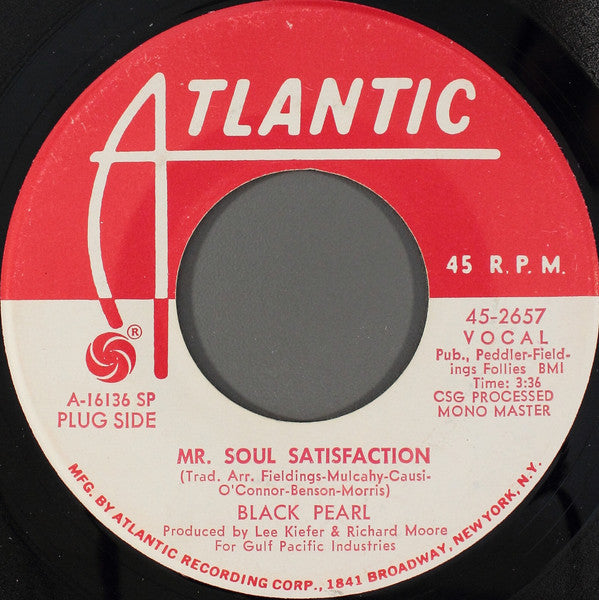 ATLANTIC
45 R.P.M.
®
A-16136 SP
PLUG SIDE
45-2657
VOCAL
Pub., Peddler-Field-
ings Follies BMI
Time: 3:36
CSG PROCESSED
MONO MASTER
MR. SOUL SATISFACTION
(Trad. Arr. Fieldings-Mulcahy-Causi-
O'Connor-Benson-Morris)
BLACK PEARL
Produced by Lee Kiefer & Richard Moore
For Gulf Pacific Industries
MFG. BY ATLANTIC RECORDING CORP., 1841 BROADWAY, NEW YORK, N.Y.